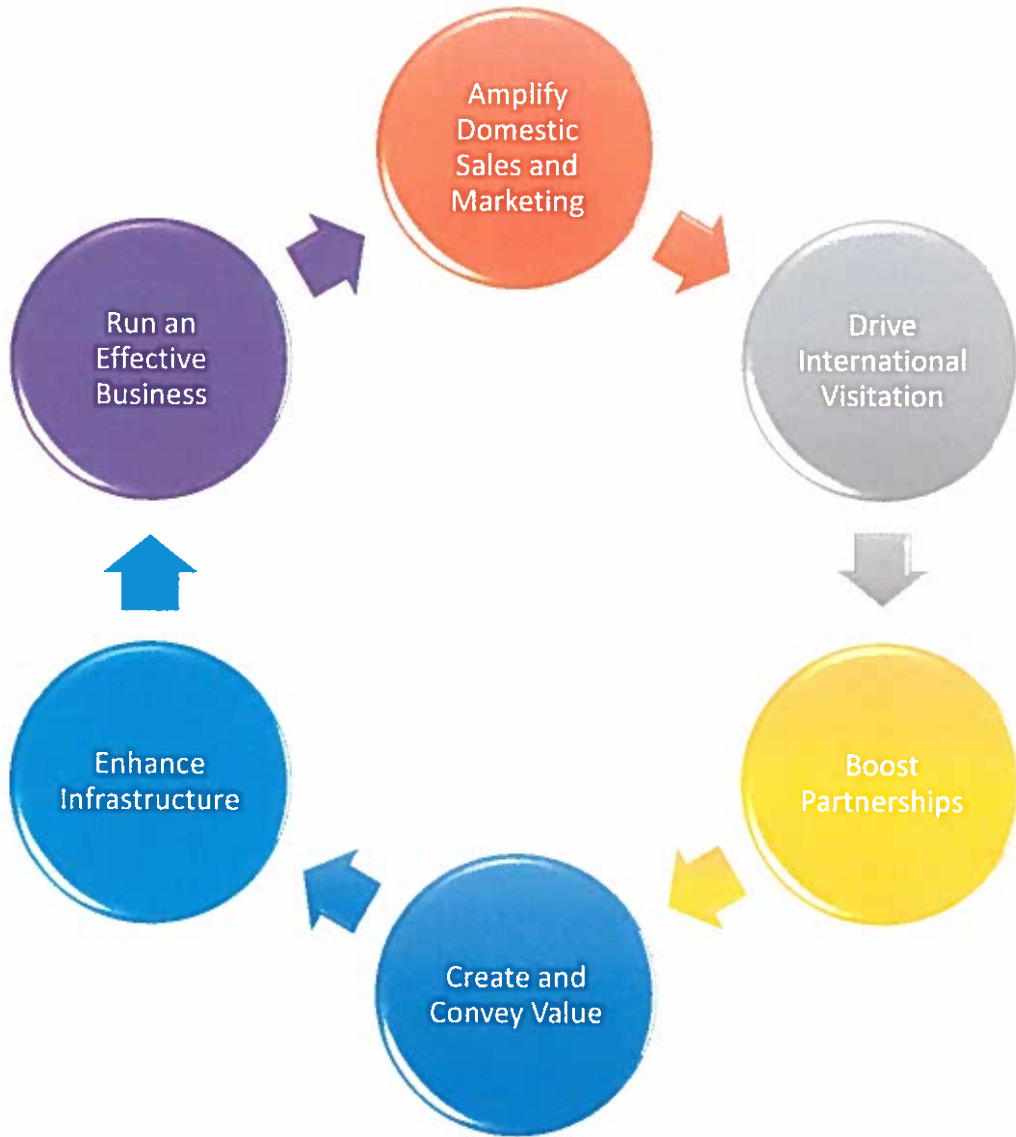 Amplify
Domestic
Sales and
Marketing
Drive
International
Visitation
Boost
Partnerships
Create and
Convey Value
Enhance
Infrastructure
Run an
Effective
Business